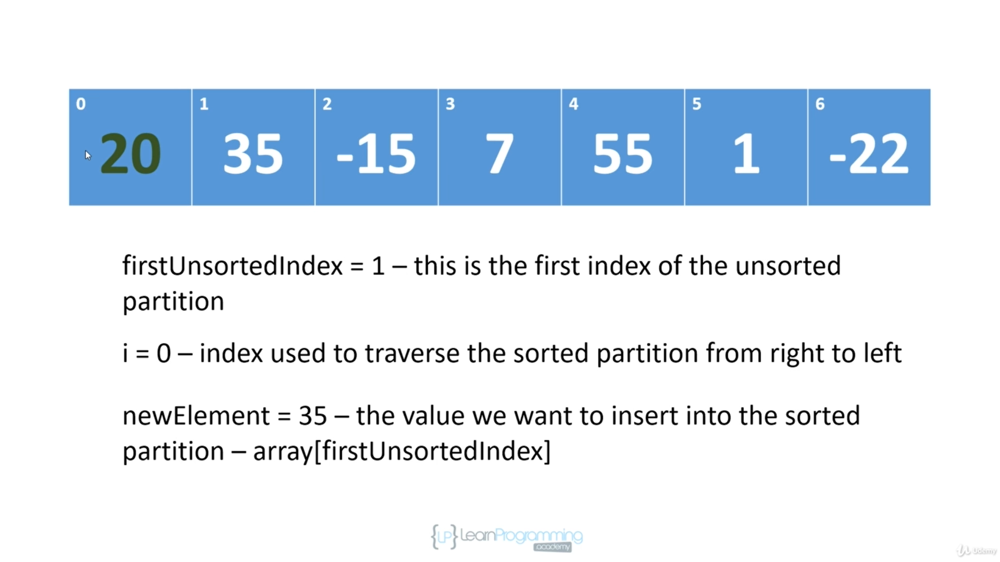 0 1 2 3 4 5 6
20 35 -15 7 55 1 -22
firstUnsortedIndex = 1 – this is the first index of the unsorted
partition
i = 0 – index used to traverse the sorted partition from right to left
newElement = 35 – the value we want to insert into the sorted
partition – array[firstUnsortedIndex]
{LP} LearnProgramming
academy
Udemy